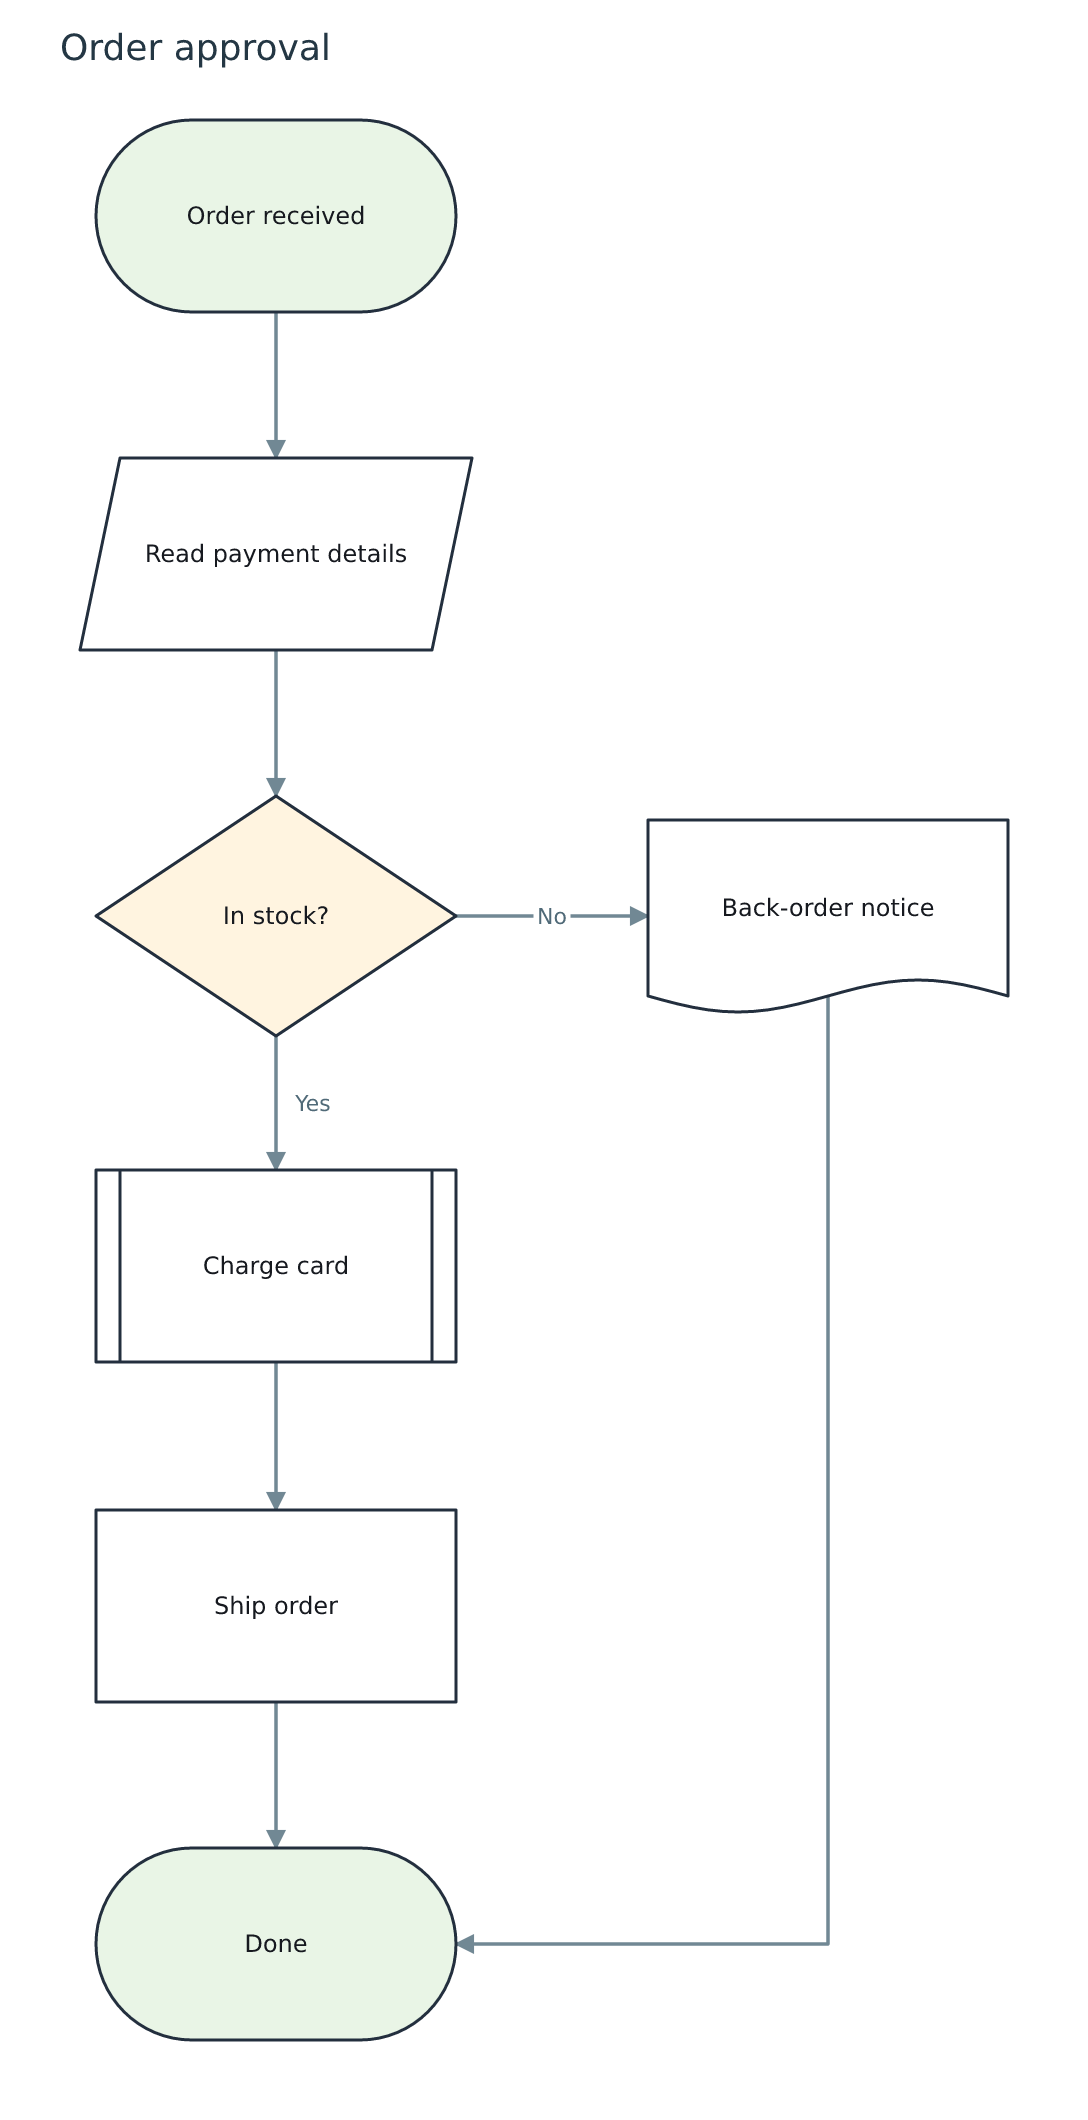 Order approval
Order received
Read payment details
In stock?
No
Back-order notice
Yes
Charge card
Ship order
Done